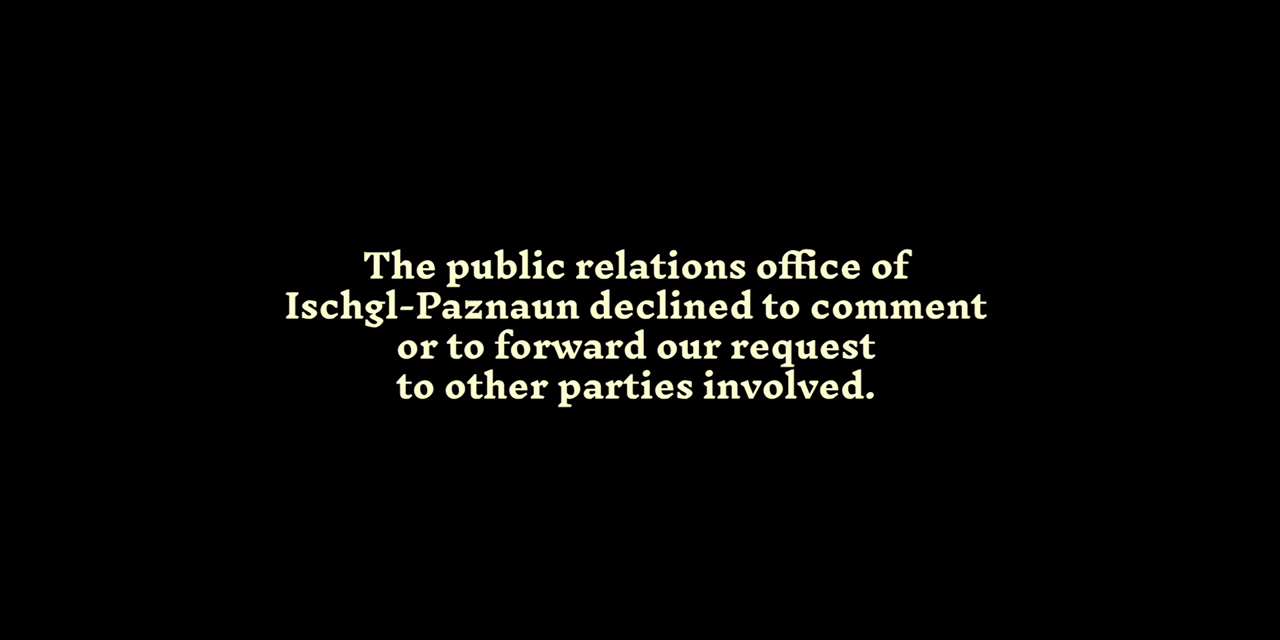 The public relations office of
Ischgl-Paznaun declined to comment
or to forward our request
to other parties involved.